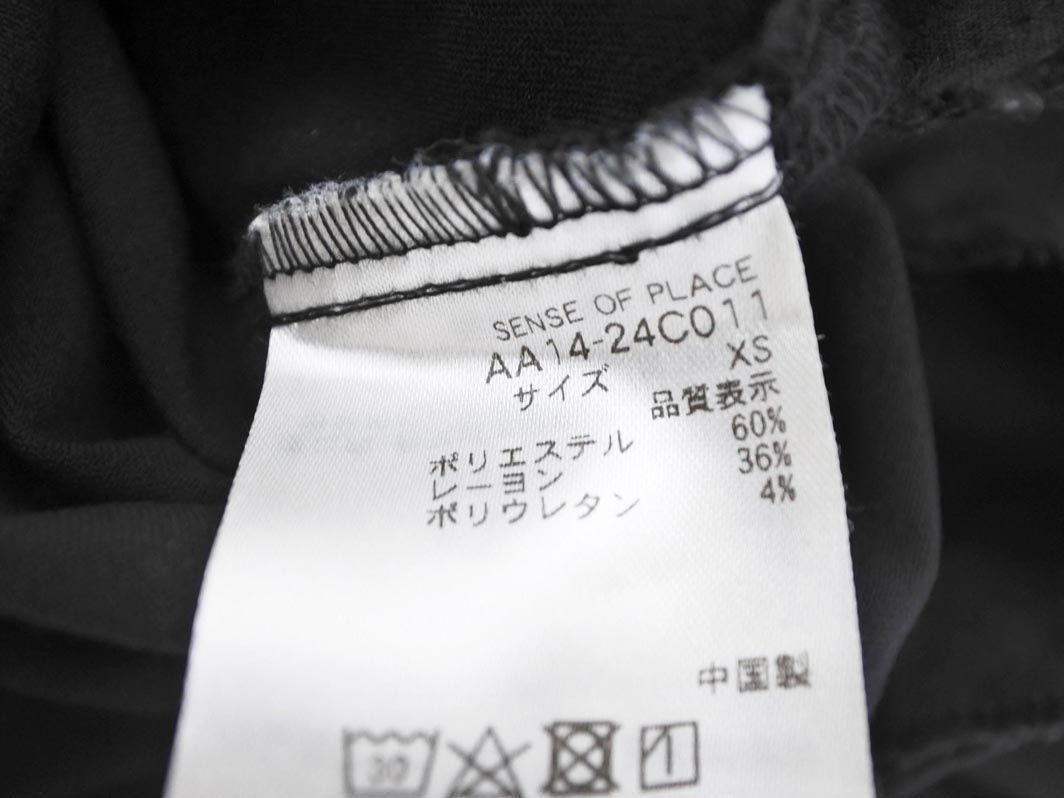 SENSE OF PLACE
AA14-24C011
サイズ XS
品質表示
ポリエステル 60%
レーヨン 36%
ポリウレタン 4%
中国製
30